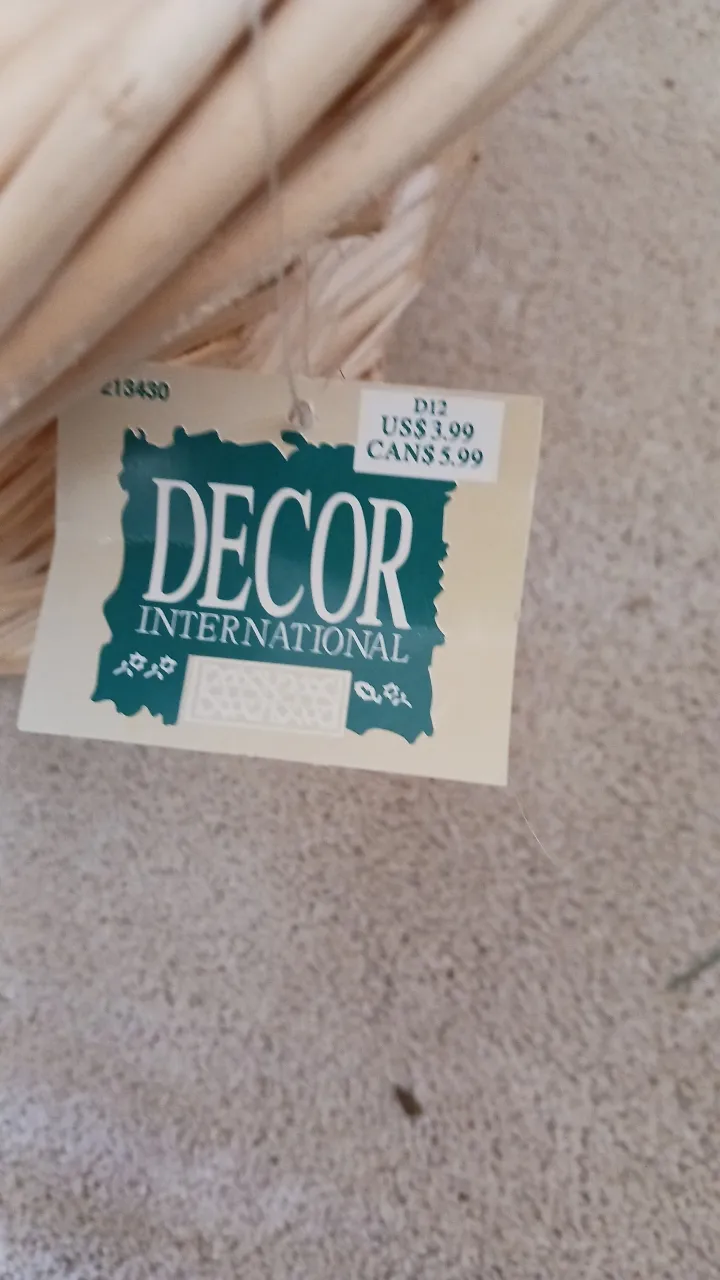 213430
D12
US$ 3.99
CAN$ 5.99
DECOR
INTERNATIONAL